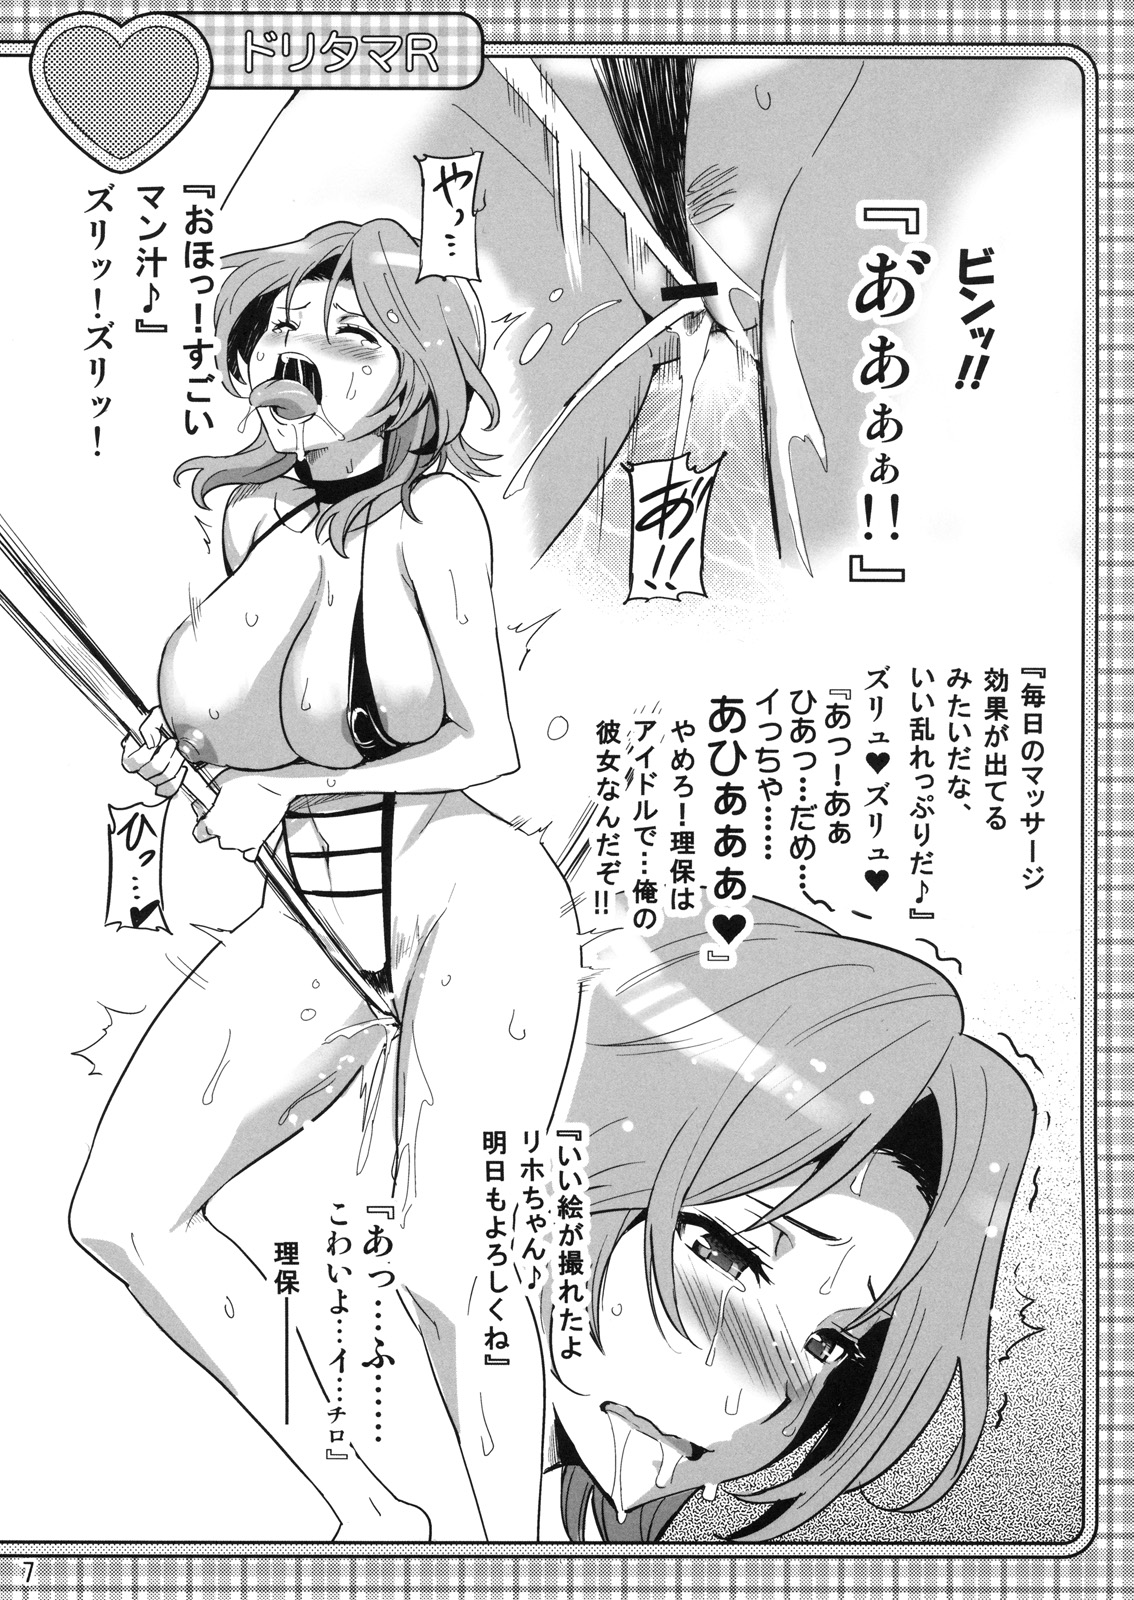 ドリタマR
ビンッ!!
『あ゛ぁぁぁ!!』
あ゛!!
やっ…
『おほっ!すごい
マン汁♪』
ズリッ!ズリッ!
『毎日のマッサージ
効果が出てる
みたいだな、
いい乱れっぷりだ♪』
ズリュ♥ズリュ♥
『あっ!あぁ
ひあっ…だめ…
イっちゃ……
あひぁぁぁ♥』
やめろ!理保は
アイドルで…俺の
彼女なんだぞ!!
ひっ…♥
『いい絵が撮れたよ
リホちゃん♪
明日もよろしくね』
『あっ……ふ………
こわいよ…イ…チロ』
理保───
7